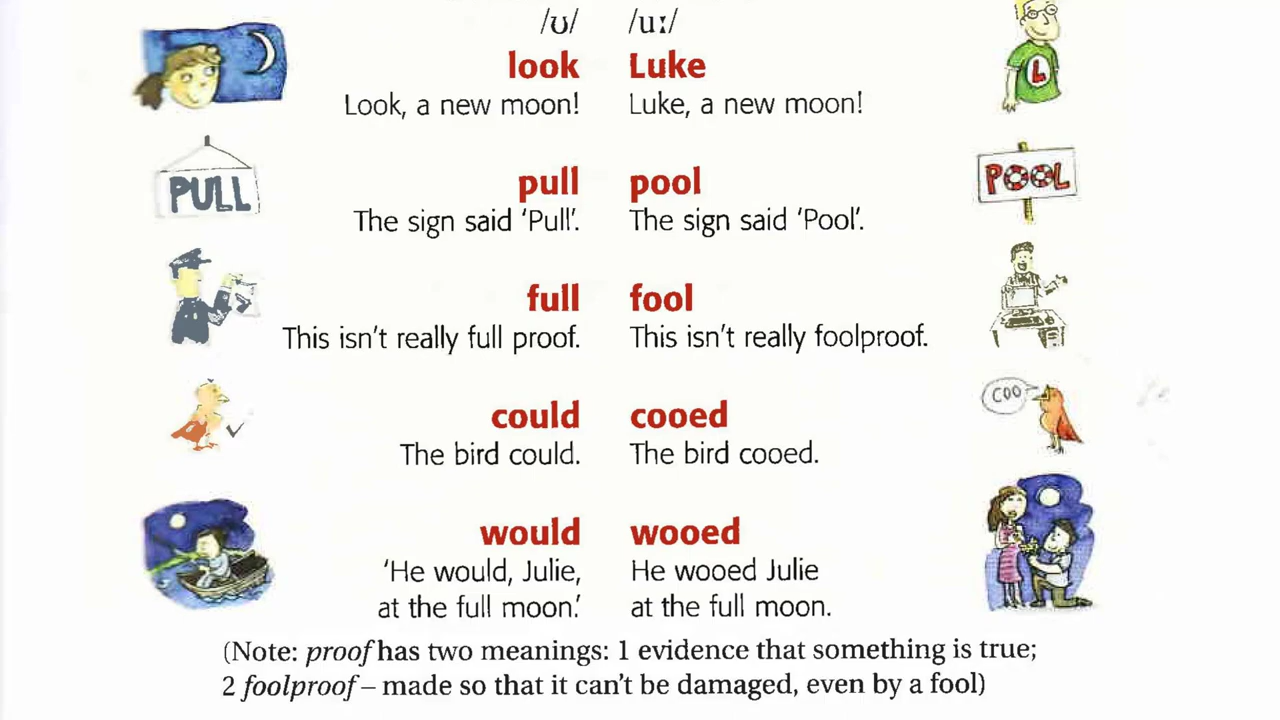 /ʊ/ /uː/
look Luke
Look, a new moon! Luke, a new moon!
L
PULL
pull pool
The sign said 'Pull'. The sign said 'Pool'.
POOL
full fool
This isn't really full proof. This isn't really foolproof.
could cooed
The bird could. The bird cooed.
COO
would wooed
'He would, Julie, He wooed Julie
at the full moon.' at the full moon.
(Note: proof has two meanings: 1 evidence that something is true;
2 foolproof – made so that it can't be damaged, even by a fool)